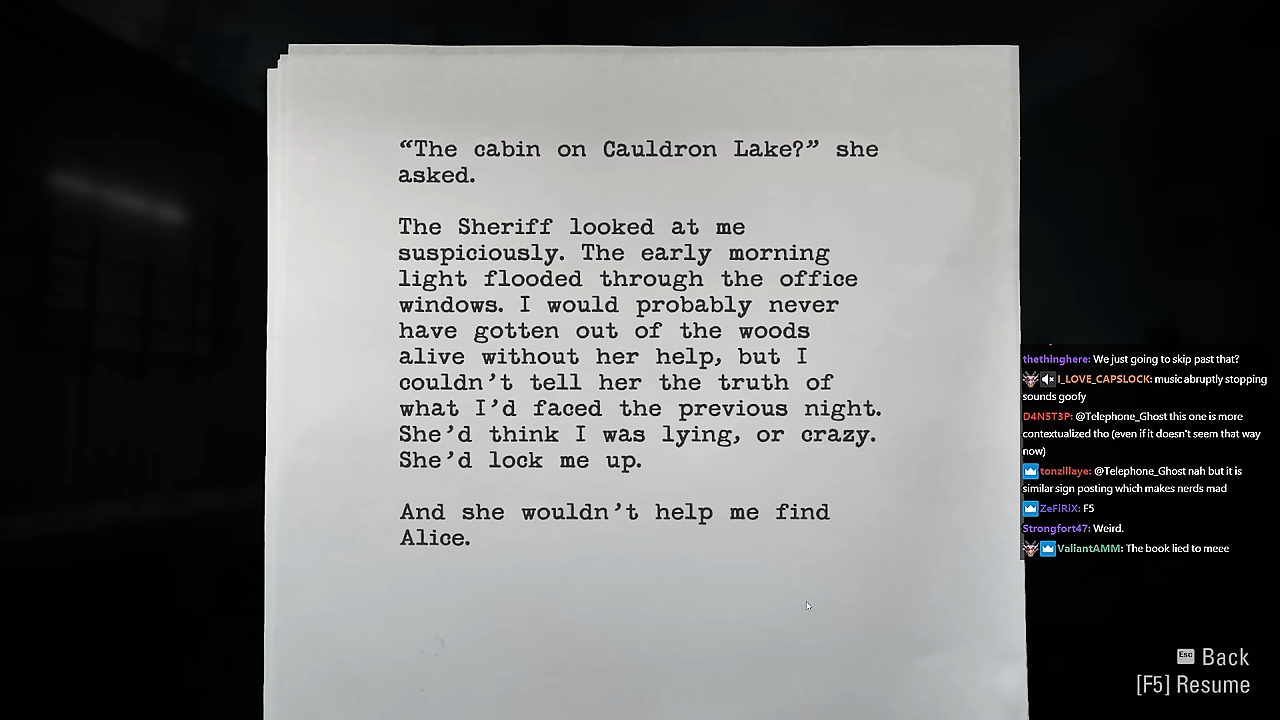 “The cabin on Cauldron Lake?” she
asked.
The Sheriff looked at me
suspiciously. The early morning
light flooded through the office
windows. I would probably never
have gotten out of the woods
alive without her help, but I
couldn’t tell her the truth of
what I’d faced the previous night.
She’d think I was lying, or crazy.
She’d lock me up.
And she wouldn’t help me find
Alice.
thethinghere: We just going to skip past that?
I_LOVE_CAPSLOCK: music abruptly stopping
sounds goofy
D4N5T3P: @Telephone_Ghost this one is more
contextualized tho (even if it doesn't seem that way
now)
tonzillaye: @Telephone_Ghost nah but it is
similar sign posting which makes nerds mad
ZeFiRiX: F5
Strongfort47: Weird.
ValiantAMM: The book lied to meee
Esc Back
[F5] Resume